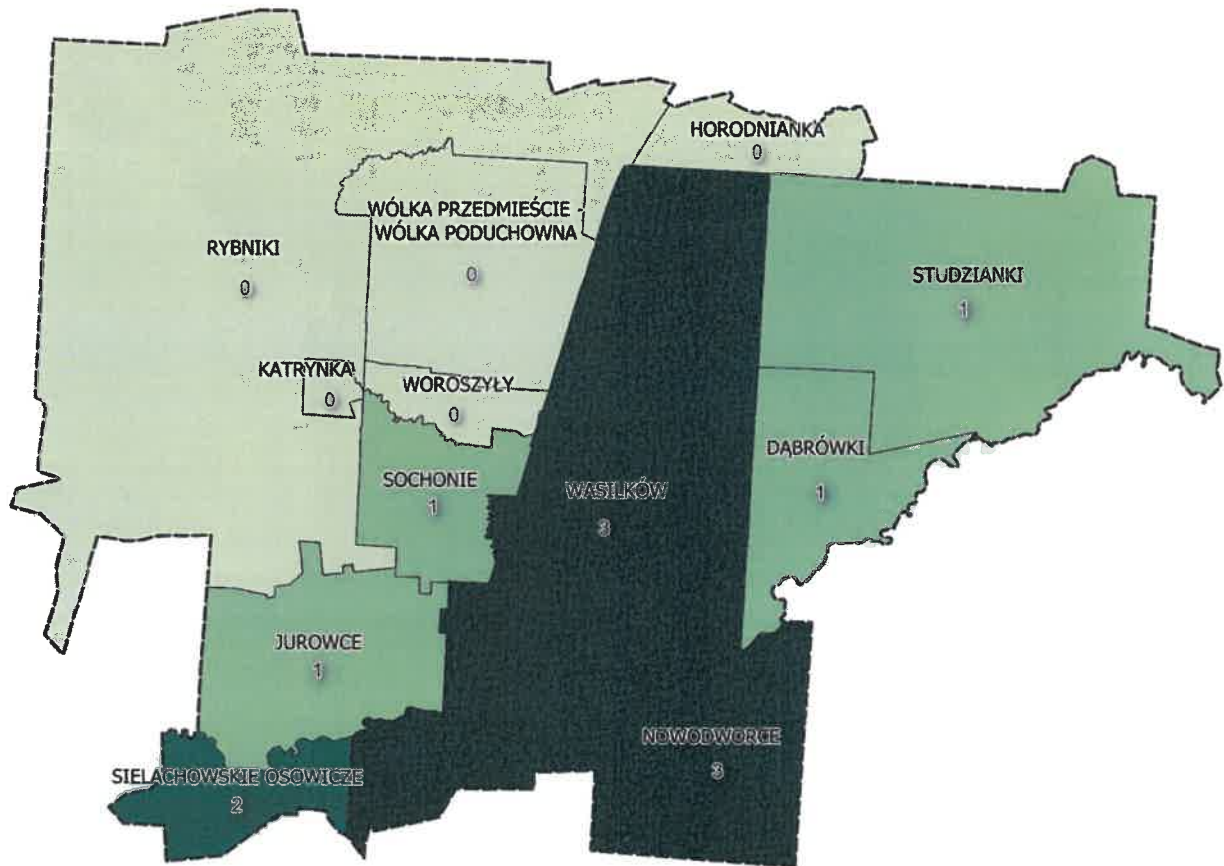 HORODNIANKA
0
WÓLKA PRZEDMIEŚCIE -
WÓLKA PODUCHOWNA
0
RYBNIKI
0
STUDZIANKI
1
KATRYNKA
0
WOROSZYŁY
0
DĄBRÓWKI
1
SOCHONIE
1
WASILKÓW
3
JUROWCE
1
NOWODWORCE
3
SIELACHOWSKIE OSOWICZE
2